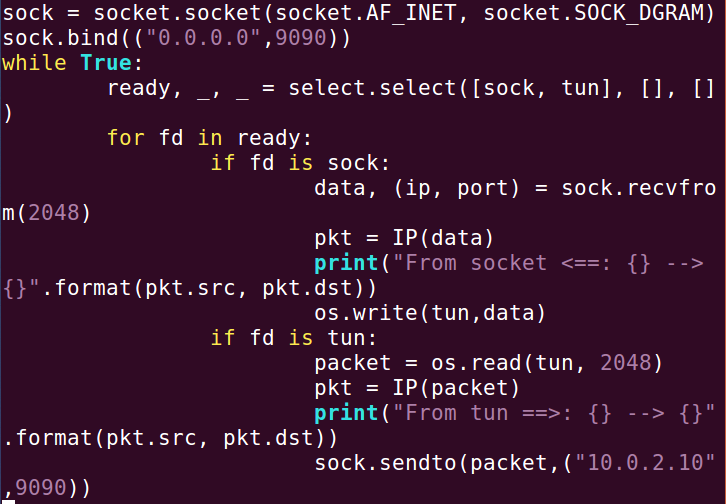 sock = socket.socket(socket.AF_INET, socket.SOCK_DGRAM)
sock.bind(("0.0.0.0",9090))
while True:
        ready, _, _ = select.select([sock, tun], [], []
)
        for fd in ready:
                if fd is sock:
                        data, (ip, port) = sock.recvfro
m(2048)
                        pkt = IP(data)
                        print("From socket <==: {} -->
{}".format(pkt.src, pkt.dst))
                        os.write(tun,data)
                if fd is tun:
                        packet = os.read(tun, 2048)
                        pkt = IP(packet)
                        print("From tun ==>: {} --> {}"
.format(pkt.src, pkt.dst))
                        sock.sendto(packet,("10.0.2.10"
,9090))